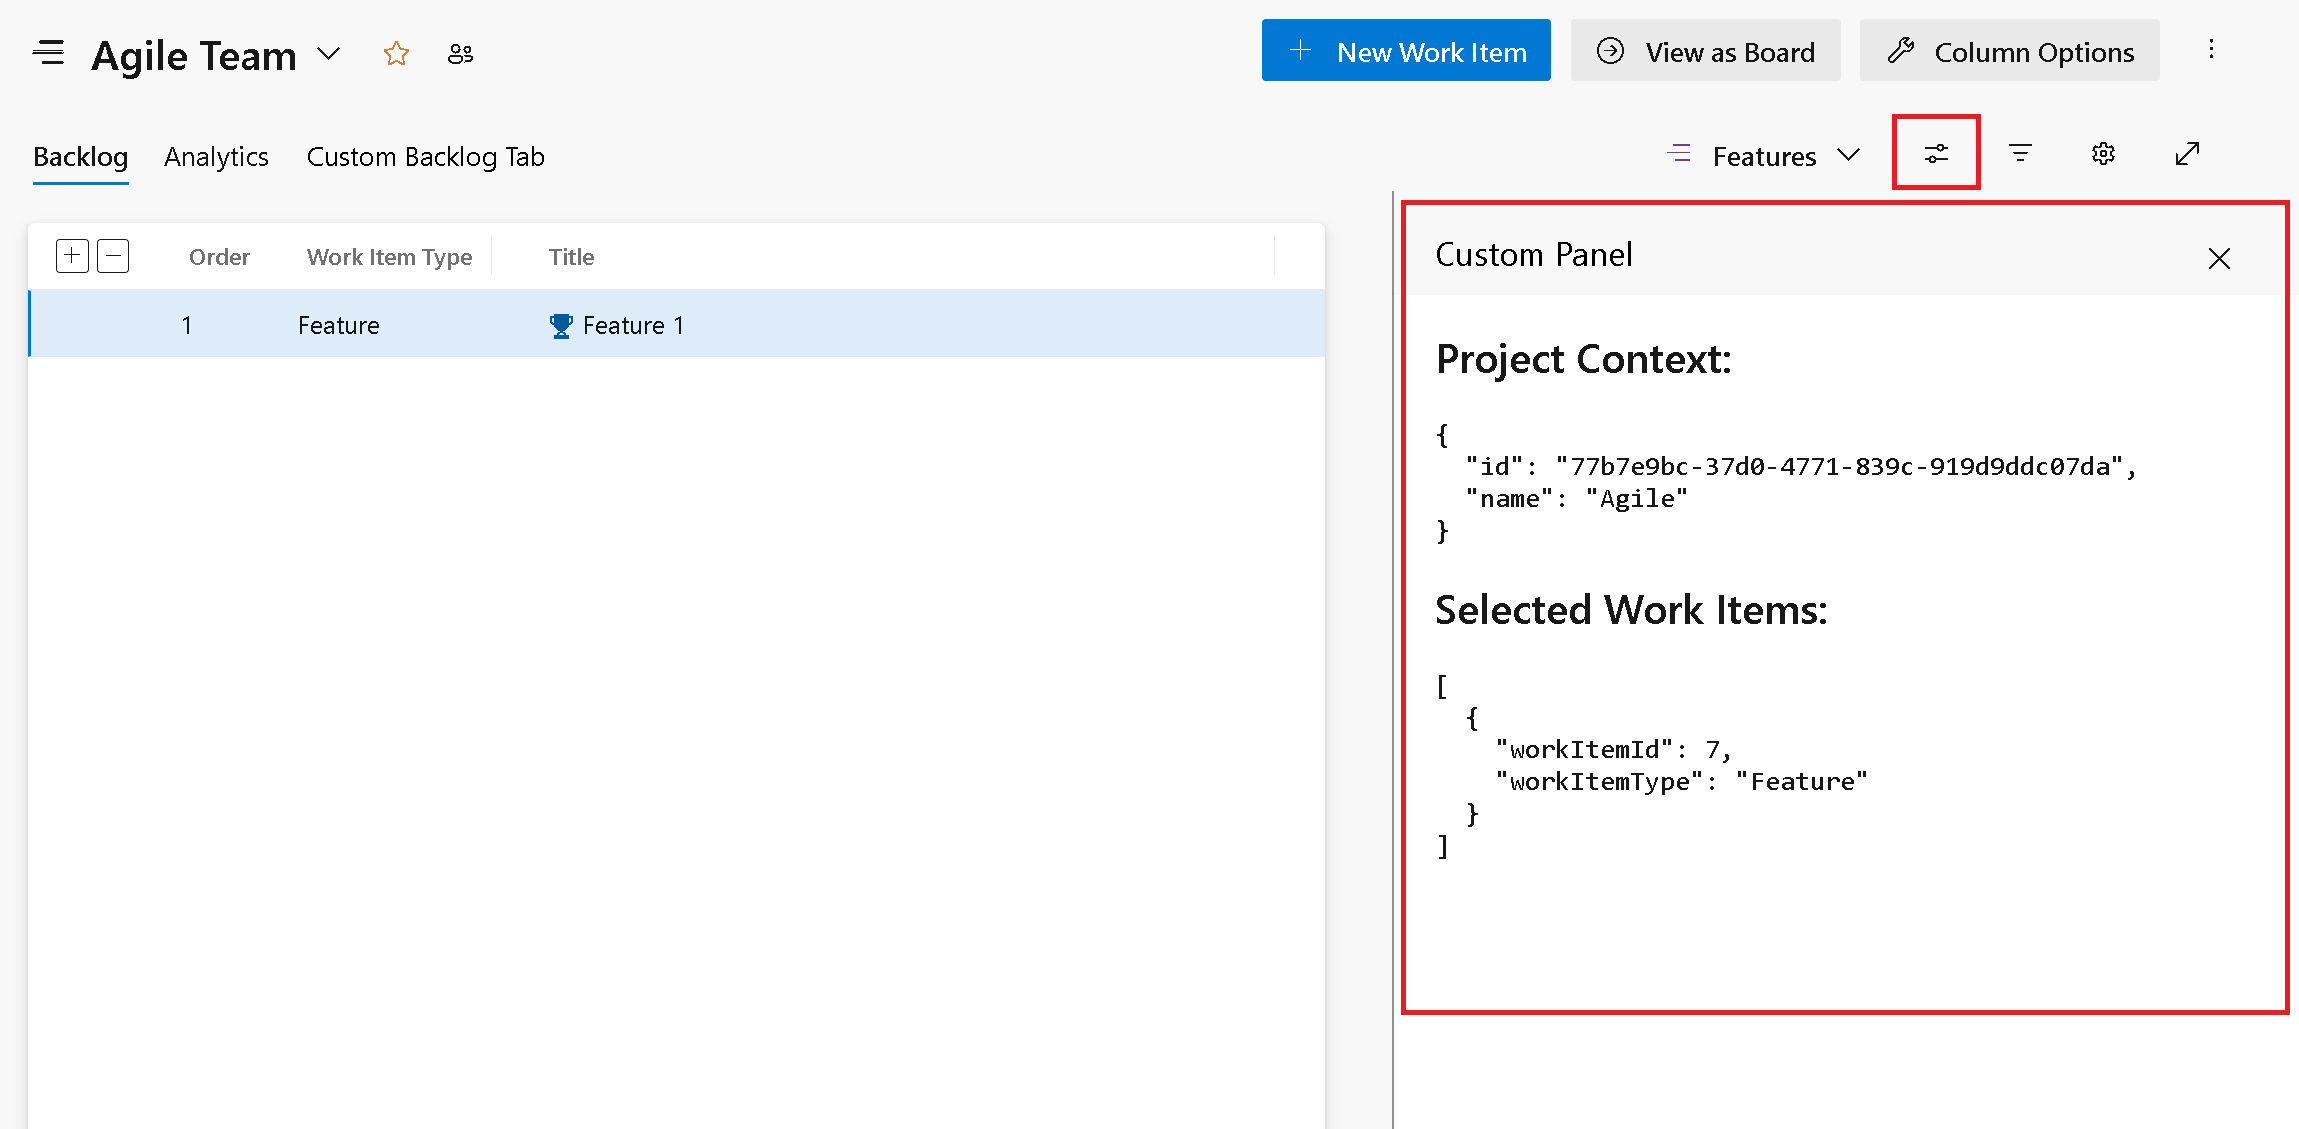 Agile Team
New Work Item
View as Board
Column Options
Backlog
Analytics
Custom Backlog Tab
Features
Order
Work Item Type
Title
1
Feature
Feature 1
Custom Panel
Project Context:
{
  "id": "77b7e9bc-37d0-4771-839c-919d9ddc07da",
  "name": "Agile"
}
Selected Work Items:
[
  {
    "workItemId": 7,
    "workItemType": "Feature"
  }
]